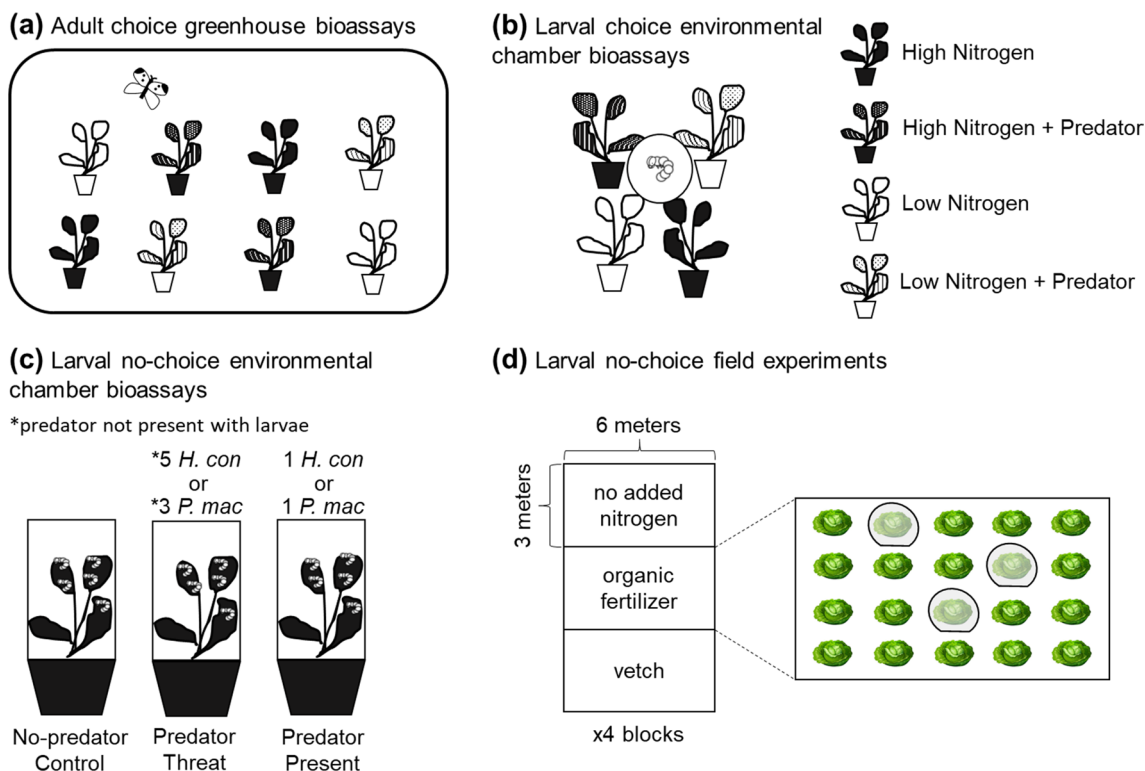 (a) Adult choice greenhouse bioassays
(b) Larval choice environmental
chamber bioassays
High Nitrogen
High Nitrogen + Predator
Low Nitrogen
Low Nitrogen + Predator
(c) Larval no-choice environmental
chamber bioassays
*predator not present with larvae
*5 H. con
or
*3 P. mac
1 H. con
or
1 P. mac
No-predator
Control
Predator
Threat
Predator
Present
(d) Larval no-choice field experiments
6 meters
3 meters
no added
nitrogen
organic
fertilizer
vetch
x4 blocks